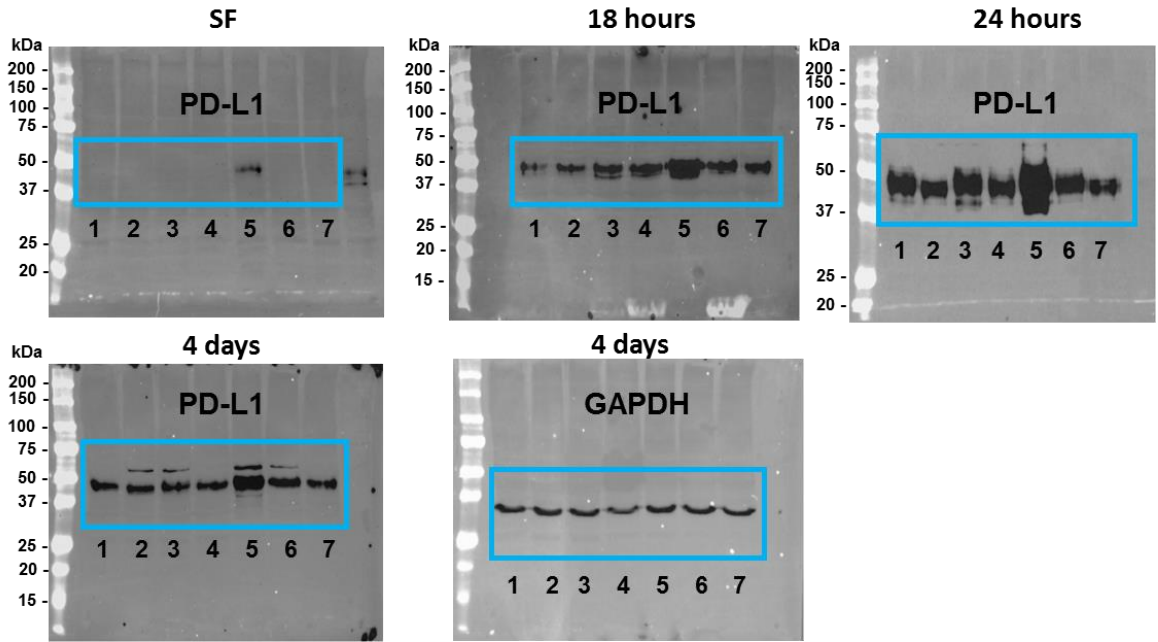 SF
kDa
200 -
150 -
100 -
75 -
50 -
37 -
25 -
20 -
PD-L1
1 2 3 4 5 6 7
18 hours
kDa
200 -
150 -
100 -
75 -
50 -
37 -
25 -
20 -
15 -
PD-L1
1 2 3 4 5 6 7
24 hours
kDa
200 -
150 -
100 -
75 -
50 -
37 -
25 -
20 -
PD-L1
1 2 3 4 5 6 7
4 days
kDa
200 -
150 -
100 -
75 -
50 -
37 -
25 -
20 -
15 -
PD-L1
1 2 3 4 5 6 7
4 days
GAPDH
1 2 3 4 5 6 7